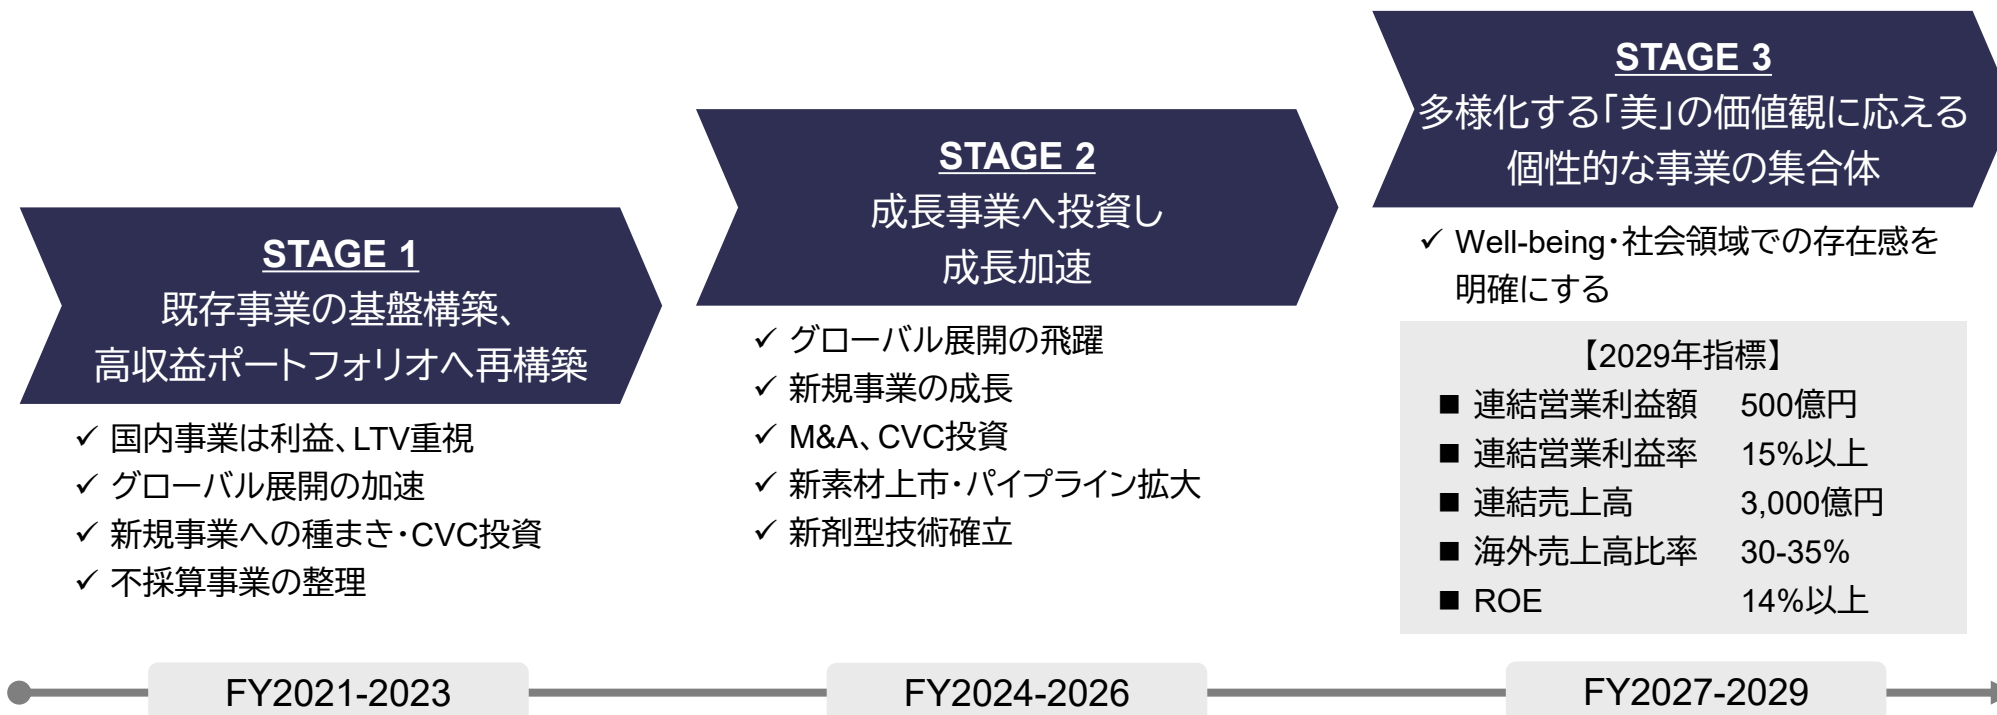 STAGE 1
既存事業の基盤構築、
高収益ポートフォリオへ再構築
✓ 国内事業は利益、LTV重視
✓ グローバル展開の加速
✓ 新規事業への種まき・CVC投資
✓ 不採算事業の整理
FY2021-2023
STAGE 2
成長事業へ投資し
成長加速
✓ グローバル展開の飛躍
✓ 新規事業の成長
✓ M&A、CVC投資
✓ 新素材上市・パイプライン拡大
✓ 新剤型技術確立
FY2024-2026
STAGE 3
多様化する「美」の価値観に応える
個性的な事業の集合体
✓ Well-being・社会領域での存在感を
明確にする
【2029年指標】
■ 連結営業利益額 500億円
■ 連結営業利益率 15%以上
■ 連結売上高 3,000億円
■ 海外売上高比率 30-35%
■ ROE 14%以上
FY2027-2029